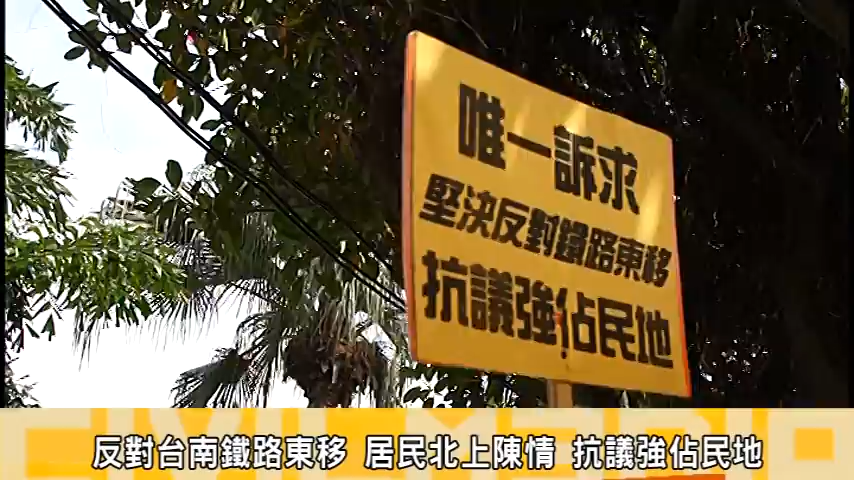 唯一訴求
堅決反對鐵路東移
抗議強佔民地
反對台南鐵路東移 居民北上陳情 抗議強佔民地